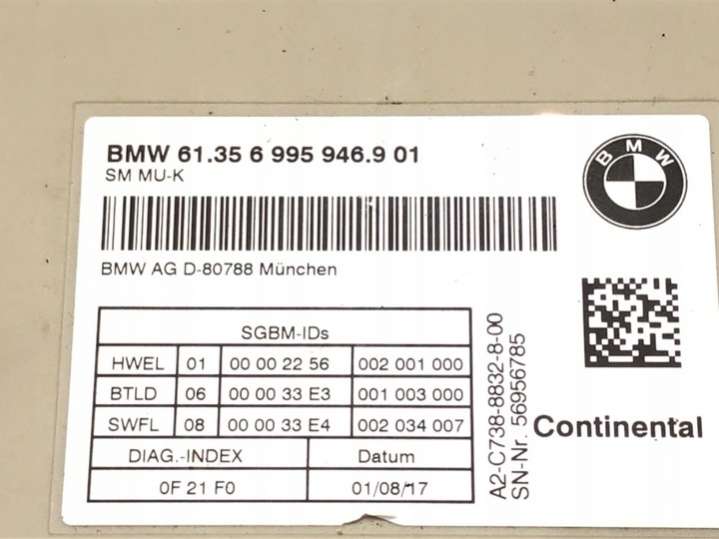 BMW 61.35 6 995 946.9 01
SM MU-K
BMW
BMW AG D-80788 München
SGBM-IDs
HWEL 01 00 00 22 56 002 001 000
BTLD 06 00 00 33 E3 001 003 000
SWFL 08 00 00 33 E4 002 034 007
DIAG.-INDEX Datum
0F 21 F0 01/08/17
A2-C738-8832-8-00
SN-Nr. 56956785
Continental